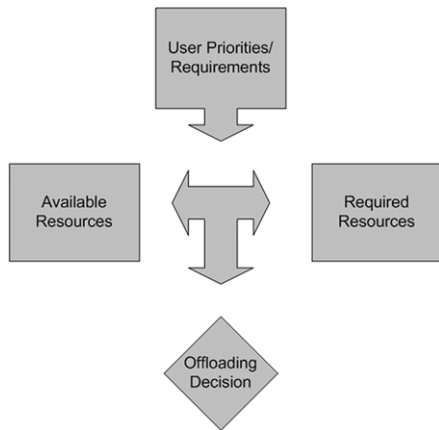 User Priorities/
Requirements
Available
Resources
Required
Resources
Offloading
Decision